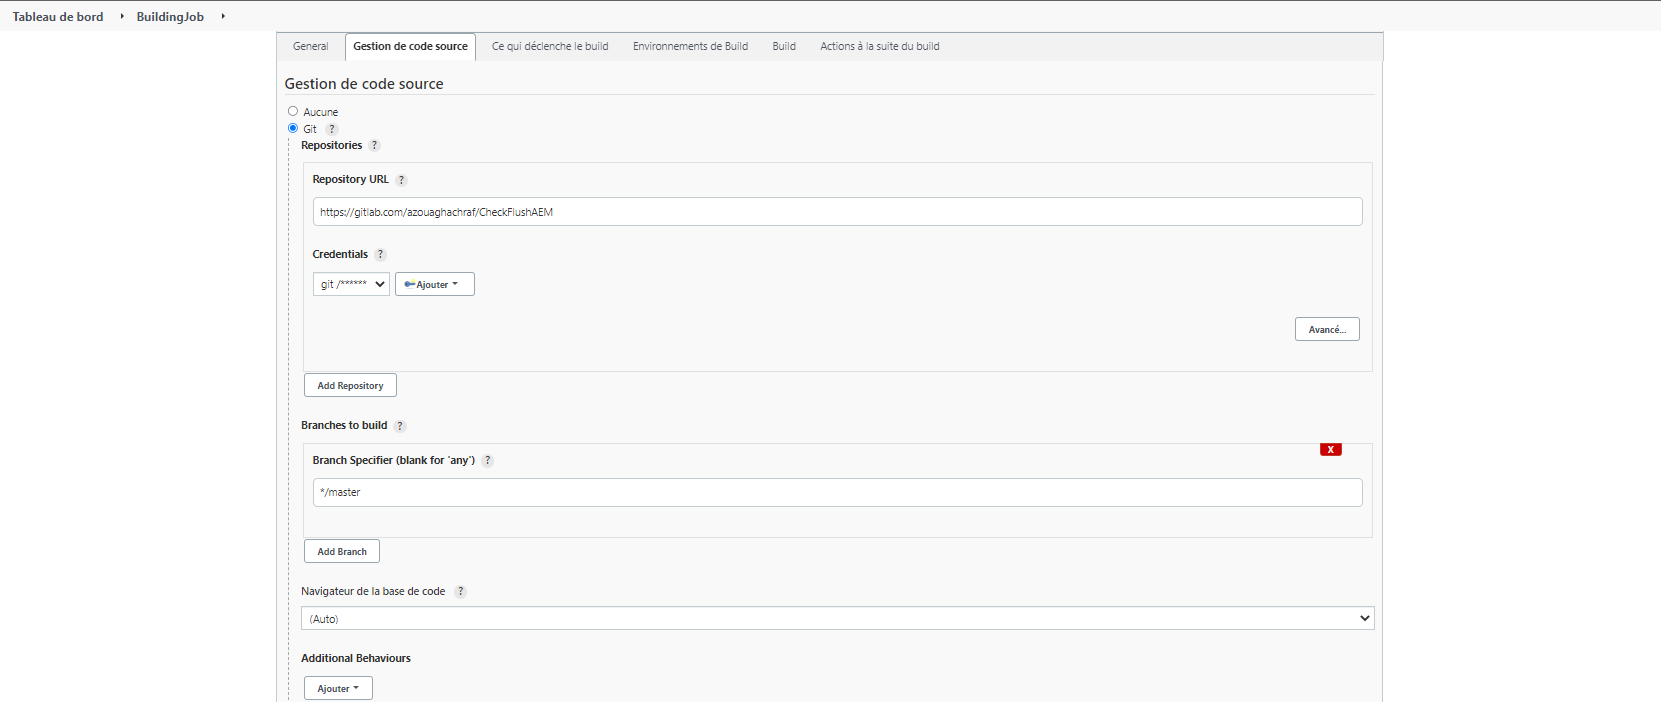 Tableau de bord BuildingJob
General Gestion de code source Ce qui déclenche le build Environnements de Build Build Actions à la suite du build
Gestion de code source
Aucune
Git ?
Repositories ?
Repository URL ?
https://gitlab.com/azouaghachraf/CheckFlushAEM
Credentials ?
git /****** Ajouter
Avancé...
Add Repository
Branches to build ?
X
Branch Specifier (blank for 'any') ?
*/master
Add Branch
Navigateur de la base de code ?
(Auto)
Additional Behaviours
Ajouter